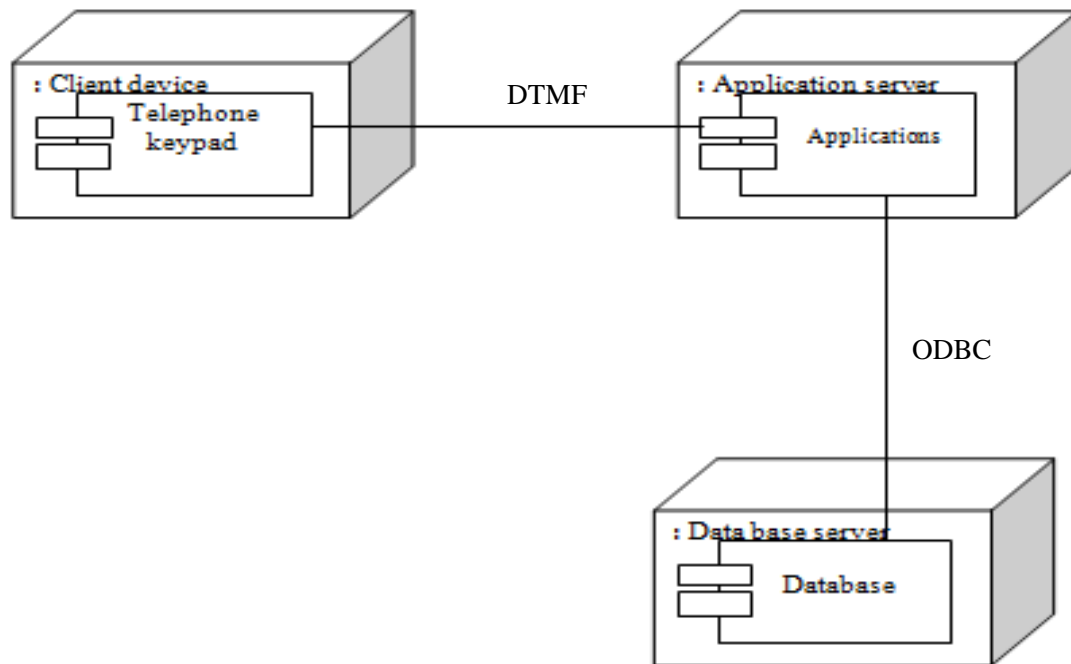 : Client device
Telephone
keypad
DTMF
: Application server
Applications
ODBC
: Data base server
Database